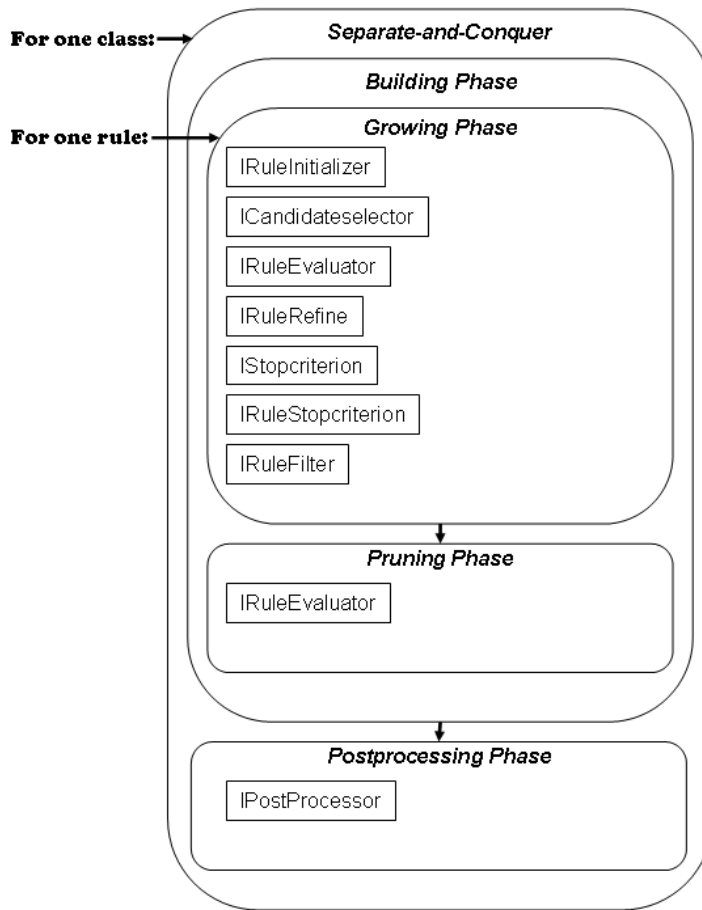 For one class:
Separate-and-Conquer
Building Phase
For one rule:
Growing Phase
IRuleInitializer
ICandidateselector
IRuleEvaluator
IRuleRefine
IStopcriterion
IRuleStopcriterion
IRuleFilter
Pruning Phase
IRuleEvaluator
Postprocessing Phase
IPostProcessor